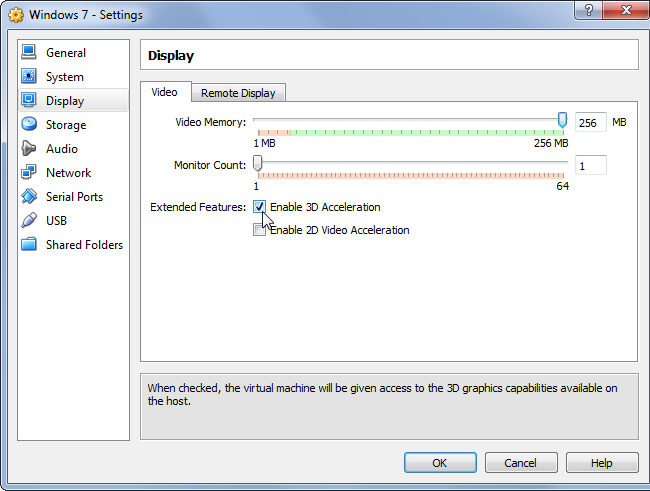 Windows 7 - Settings
General
System
Display
Storage
Audio
Network
Serial Ports
USB
Shared Folders
Display
Video
Remote Display
Video Memory:
256 MB
1 MB
256 MB
Monitor Count:
1
1
64
Extended Features:
Enable 3D Acceleration
Enable 2D Video Acceleration
When checked, the virtual machine will be given access to the 3D graphics capabilities available on
the host.
OK
Cancel
Help